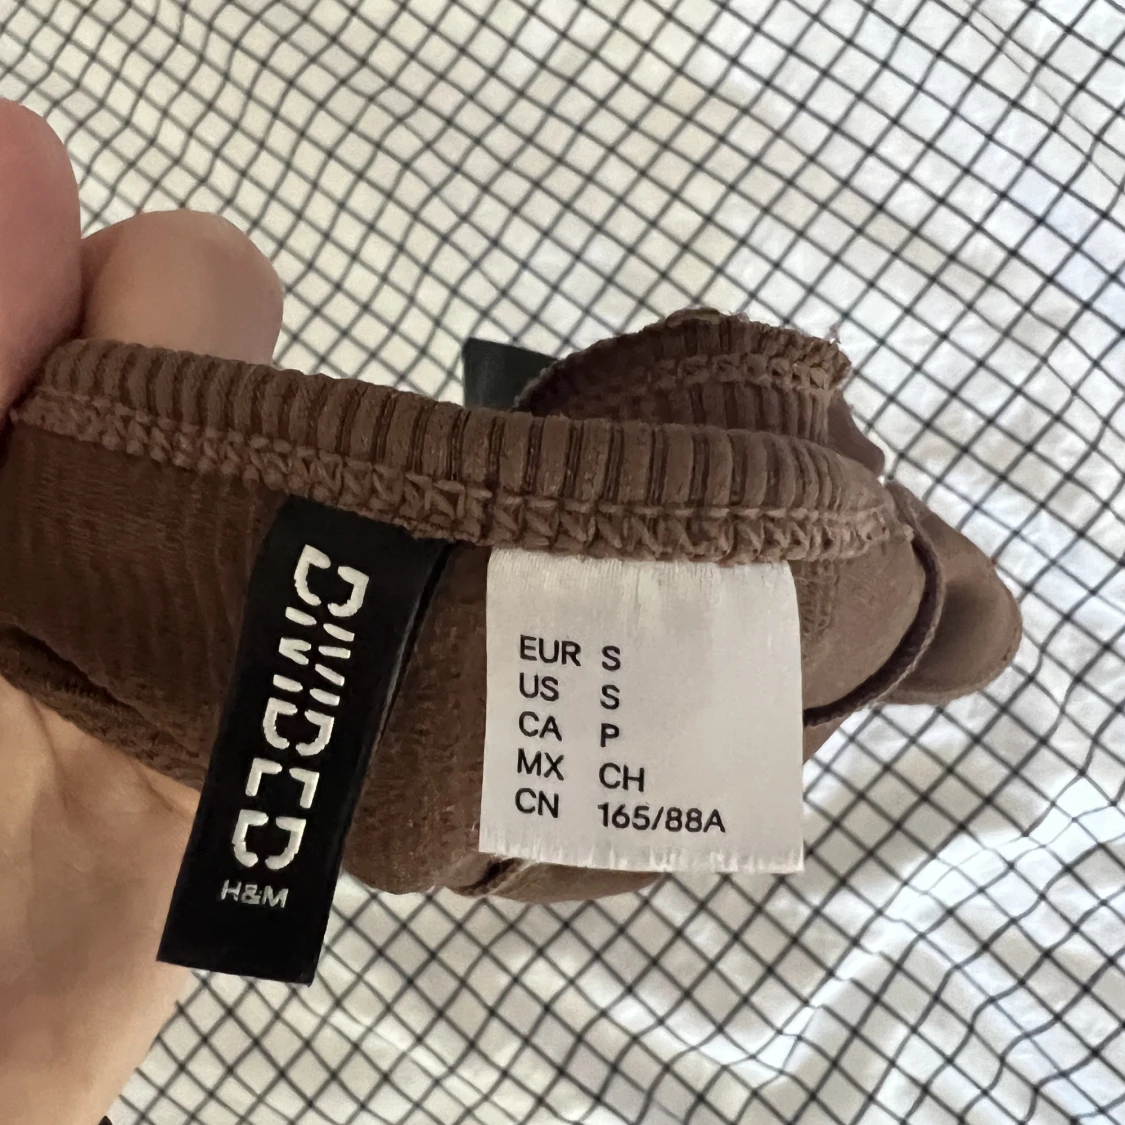 DIVIDED
H&M
EUR S
US S
CA P
MX CH
CN 165/88A